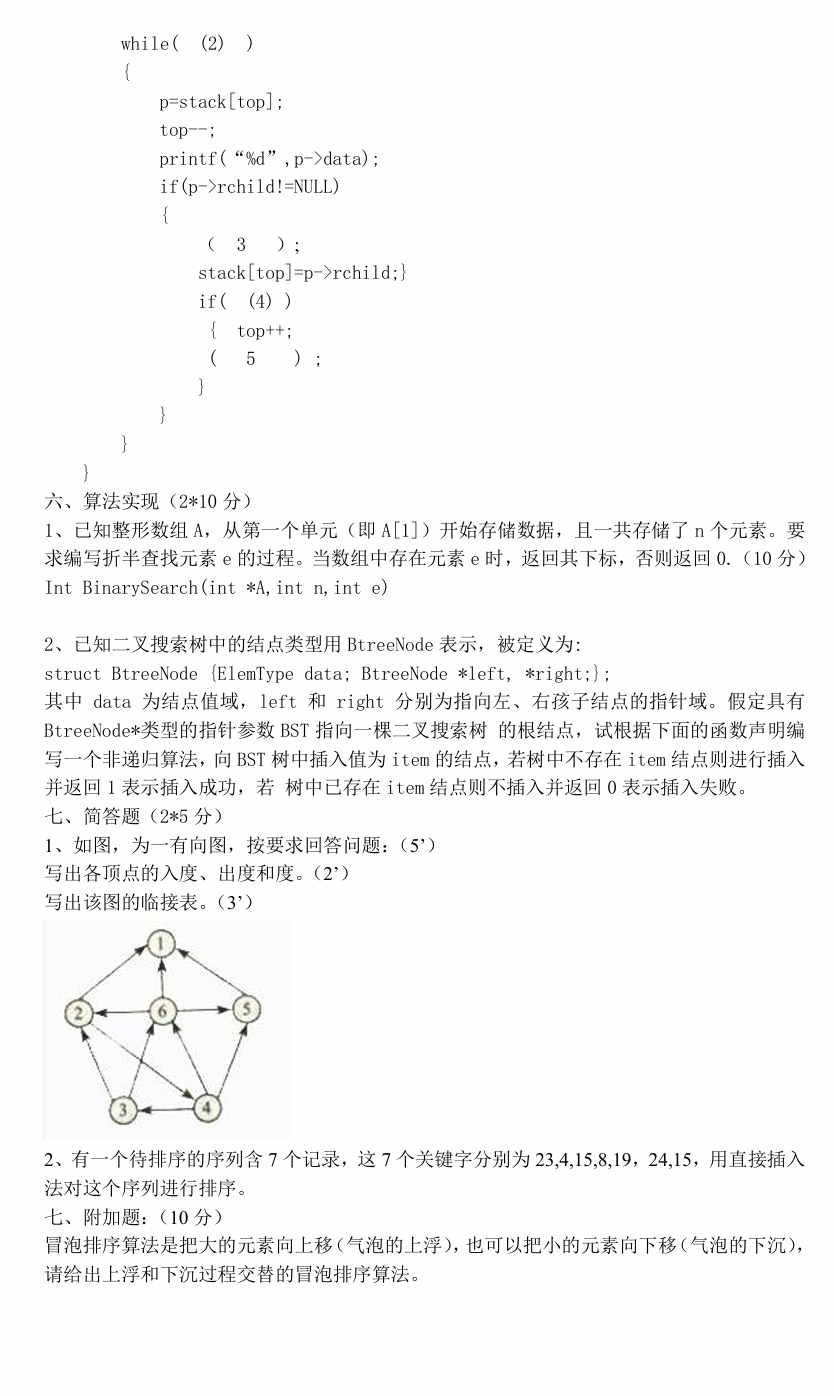 while(  (2)  )
{
p=stack[top];
top--;
printf(“%d”,p->data);
if(p->rchild!=NULL)
{
（ 3 ）;
stack[top]=p->rchild;}
if(  (4) )
{  top++;
(  5   ) ;
}
}
}
}
六、算法实现（2*10 分）
1、已知整形数组 A，从第一个单元（即 A[1]）开始存储数据，且一共存储了 n 个元素。要
求编写折半查找元素 e 的过程。当数组中存在元素 e 时，返回其下标，否则返回 0.（10 分）
Int BinarySearch(int *A,int n,int e)
2、已知二叉搜索树中的结点类型用 BtreeNode 表示，被定义为:
struct BtreeNode {ElemType data; BtreeNode *left, *right;};
其中 data 为结点值域，left 和 right 分别为指向左、右孩子结点的指针域。假定具有
BtreeNode*类型的指针参数 BST 指向一棵二叉搜索树 的根结点，试根据下面的函数声明编
写一个非递归算法，向 BST 树中插入值为 item 的结点，若树中不存在 item 结点则进行插入
并返回 1 表示插入成功，若 树中已存在 item 结点则不插入并返回 0 表示插入失败。
七、简答题（2*5 分）
1、如图，为一有向图，按要求回答问题：（5’）
写出各顶点的入度、出度和度。（2’）
写出该图的临接表。（3’）
1
2 6 5
3 4
2、有一个待排序的序列含 7 个记录，这 7 个关键字分别为 23,4,15,8,19，24,15，用直接插入
法对这个序列进行排序。
七、附加题：（10 分）
冒泡排序算法是把大的元素向上移（气泡的上浮），也可以把小的元素向下移（气泡的下沉），
请给出上浮和下沉过程交替的冒泡排序算法。